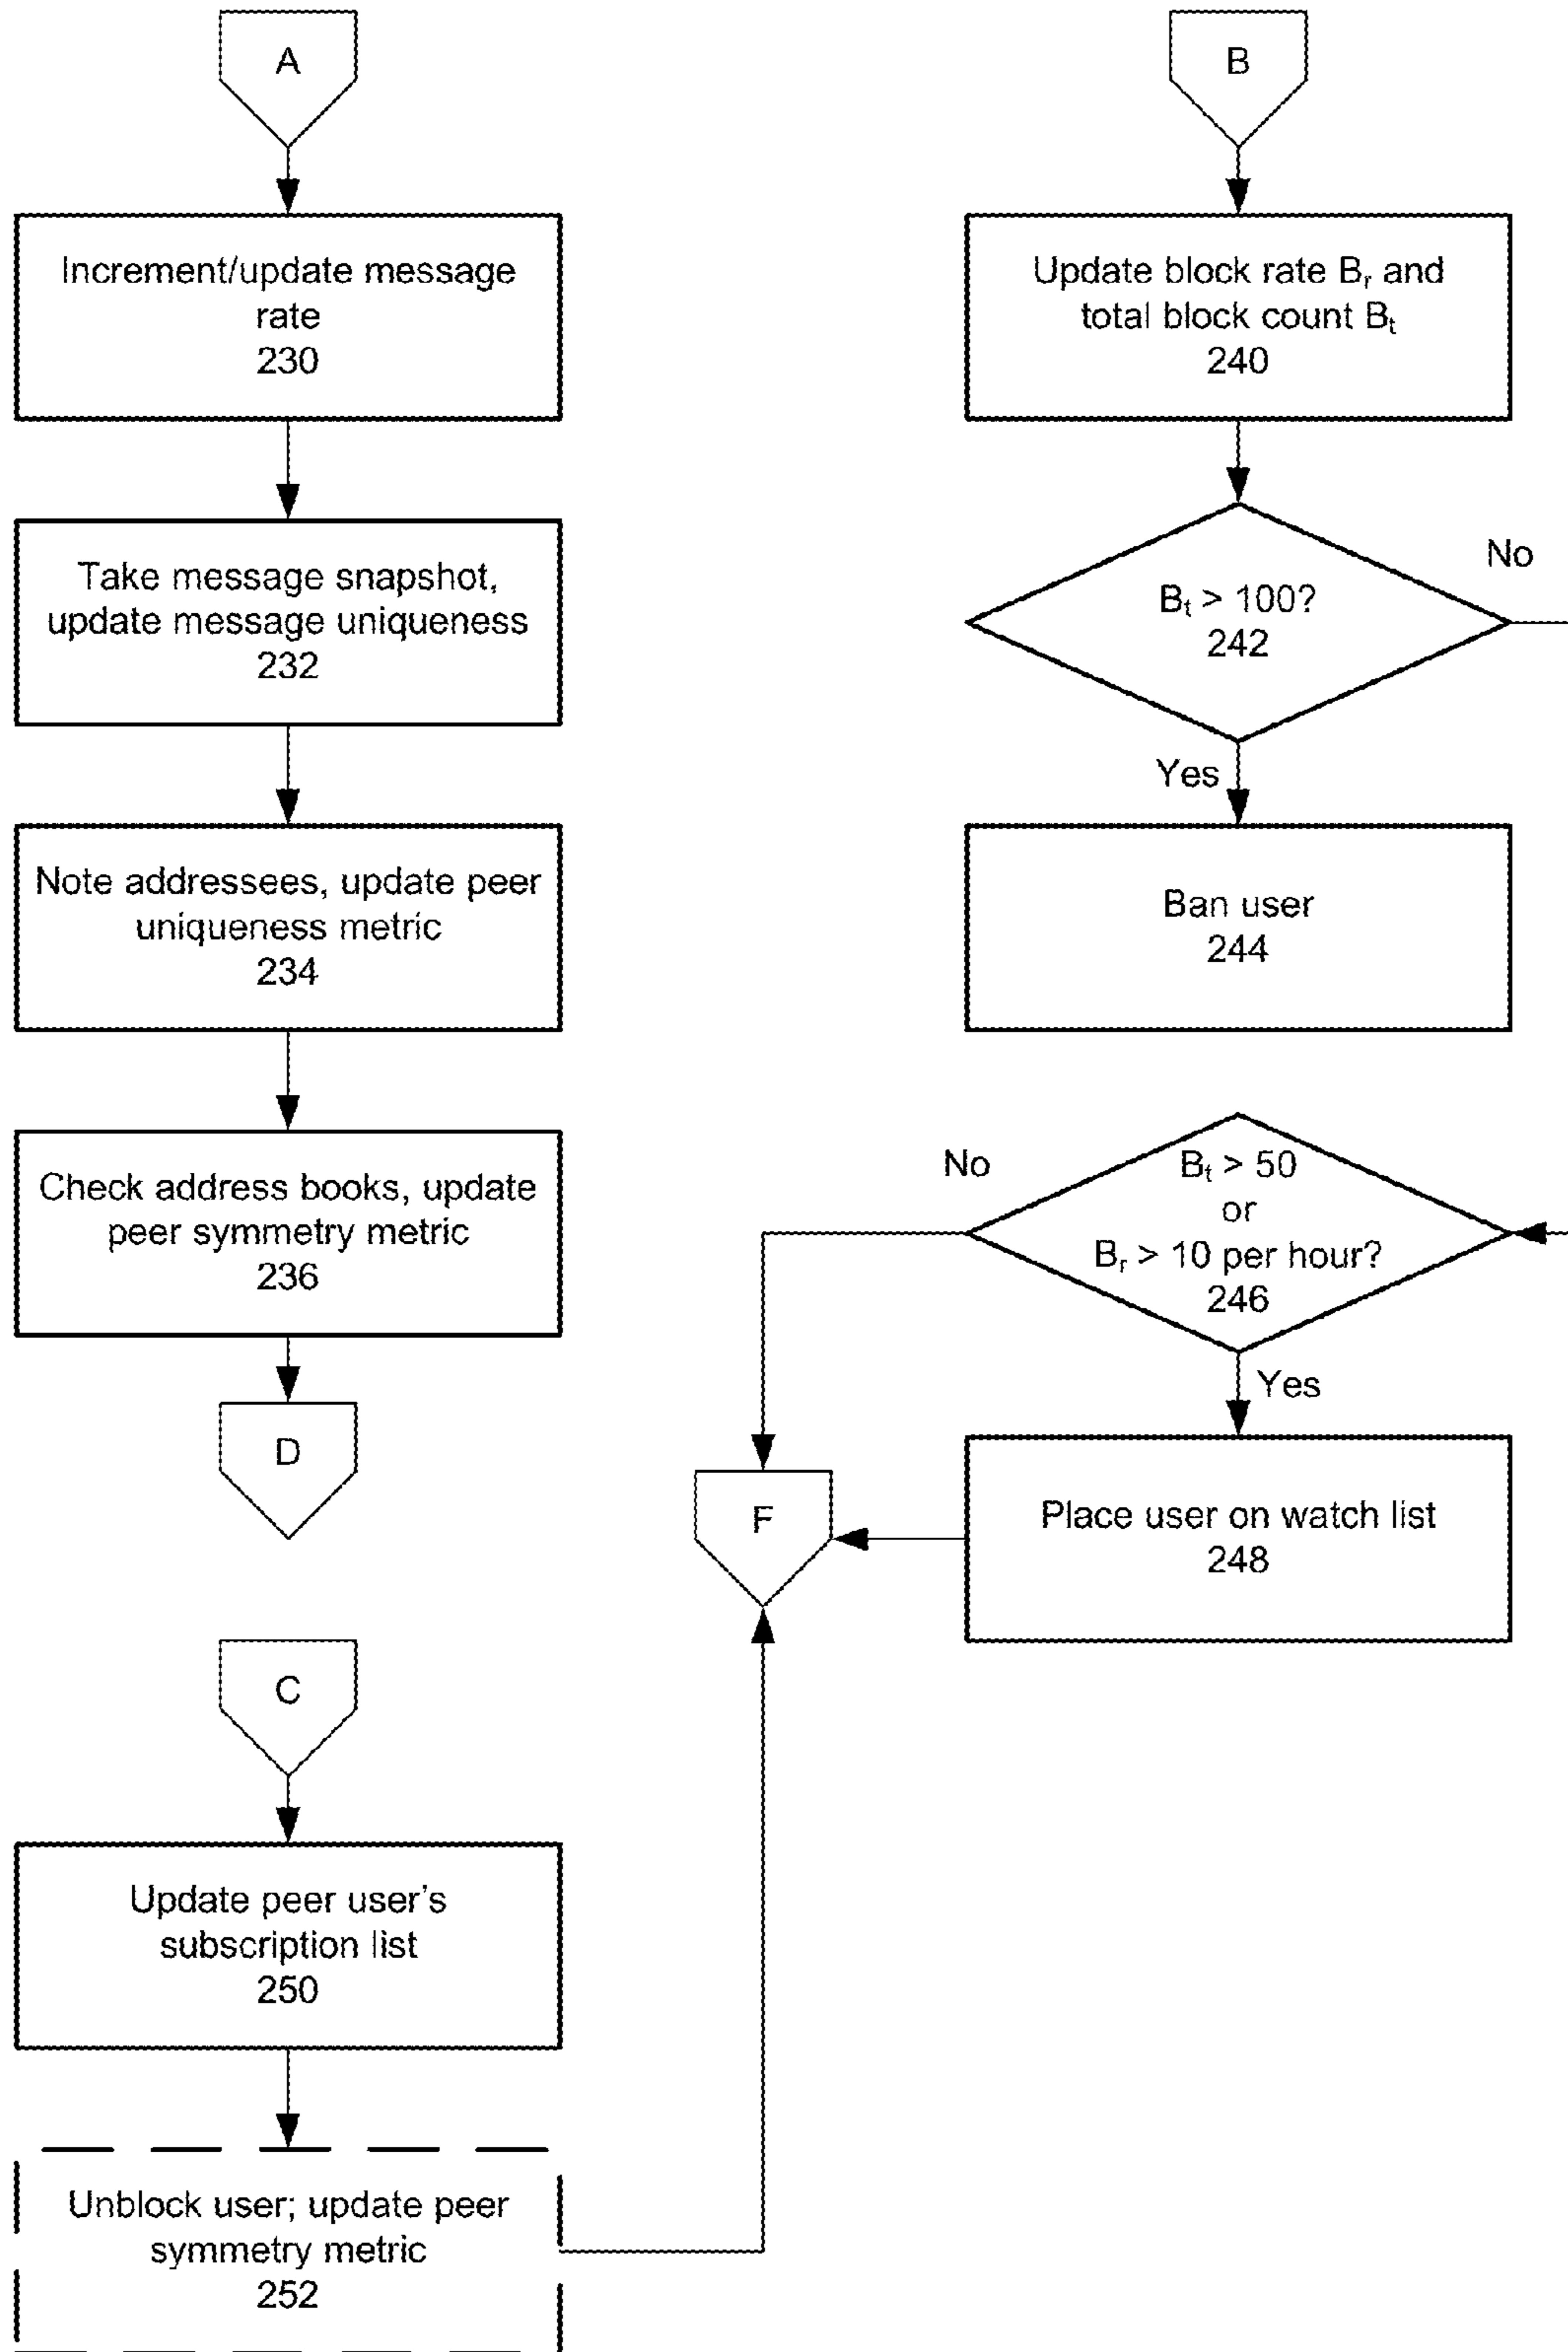 A
Increment/update message
rate
230
Take message snapshot,
update message uniqueness
232
Note addressees, update peer
uniqueness metric
234
Check address books, update
peer symmetry metric
236
D
B
Update block rate Bᵣ and
total block count Bₜ
240
Bₜ > 100?
242
No
Yes
Ban user
244
Bₜ > 50
or
Bᵣ > 10 per hour?
246
No
Yes
Place user on watch list
248
F
C
Update peer user's
subscription list
250
Unblock user; update peer
symmetry metric
252